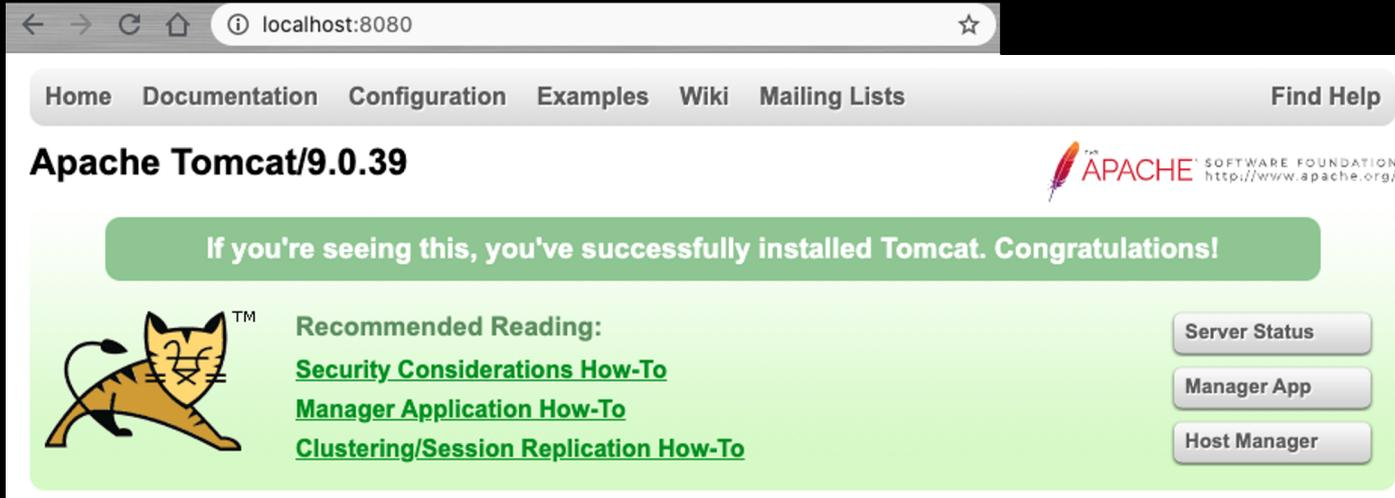 localhost:8080
Home Documentation Configuration Examples Wiki Mailing Lists Find Help
Apache Tomcat/9.0.39
THE
APACHE SOFTWARE FOUNDATION
http://www.apache.org/
If you're seeing this, you've successfully installed Tomcat. Congratulations!
TM
Recommended Reading:
Security Considerations How-To
Manager Application How-To
Clustering/Session Replication How-To
Server Status
Manager App
Host Manager